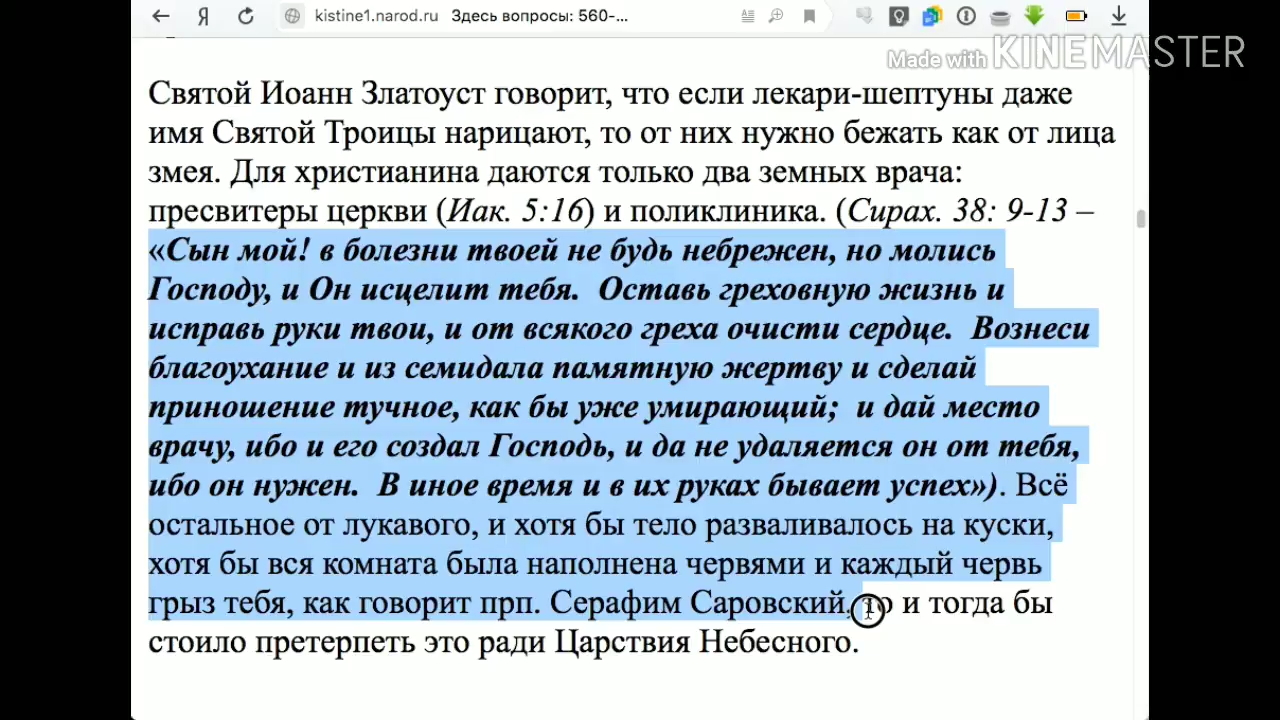 kistine1.narod.ru Здесь вопросы: 560-...
Made with KINEMASTER
Святой Иоанн Златоуст говорит, что если лекари-шептуны даже
имя Святой Троицы нарицают, то от них нужно бежать как от лица
змея. Для христианина даются только два земных врача:
пресвитеры церкви (Иак. 5:16) и поликлиника. (Сирах. 38: 9-13 –
«Сын мой! в болезни твоей не будь небрежен, но молись
Господу, и Он исцелит тебя. Оставь греховную жизнь и
исправь руки твои, и от всякого греха очисти сердце. Вознеси
благоухание и из семидала памятную жертву и сделай
приношение тучное, как бы уже умирающий; и дай место
врачу, ибо и его создал Господь, и да не удаляется он от тебя,
ибо он нужен. В иное время и в их руках бывает успех»). Всё
остальное от лукавого, и хотя бы тело разваливалось на куски,
хотя бы вся комната была наполнена червями и каждый червь
грыз тебя, как говорит прп. Серафим Саровский, то и тогда бы
стоило претерпеть это ради Царствия Небесного.